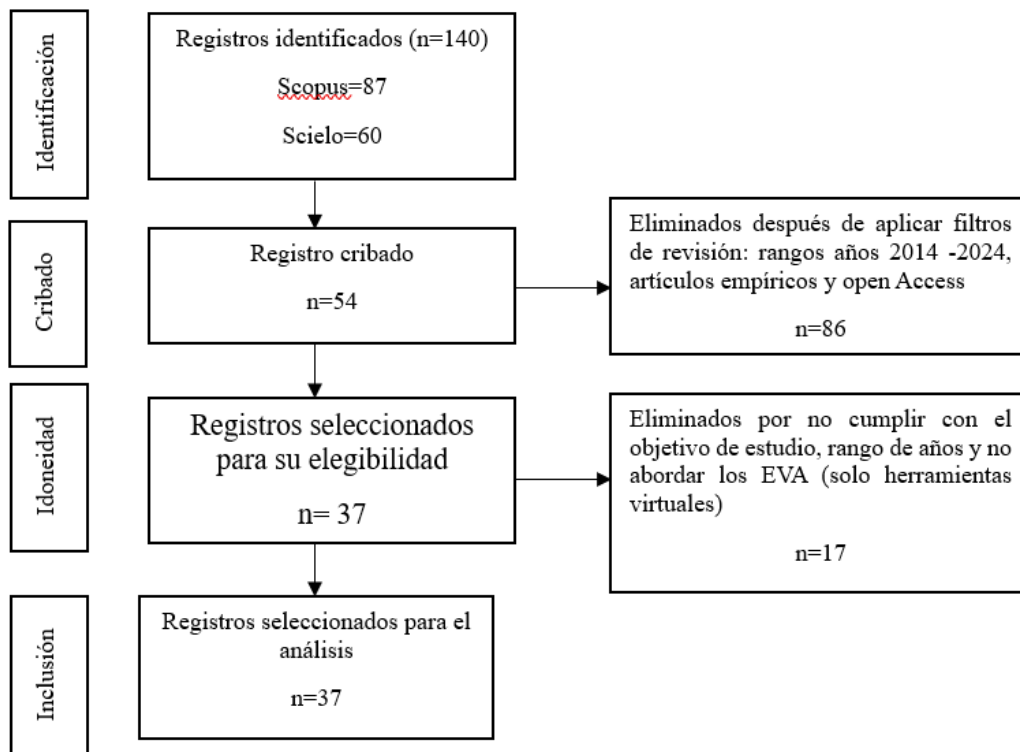 Identificación
Registros identificados (n=140)
Scopus=87
Scielo=60
Cribado
Registro cribado
n=54
Eliminados después de aplicar filtros
de revisión: rangos años 2014 -2024,
artículos empíricos y open Access
n=86
Idoneidad
Registros seleccionados
para su elegibilidad
n= 37
Eliminados por no cumplir con el
objetivo de estudio, rango de años y no
abordar los EVA (solo herramientas
virtuales)
n=17
Inclusión
Registros seleccionados para el
análisis
n=37